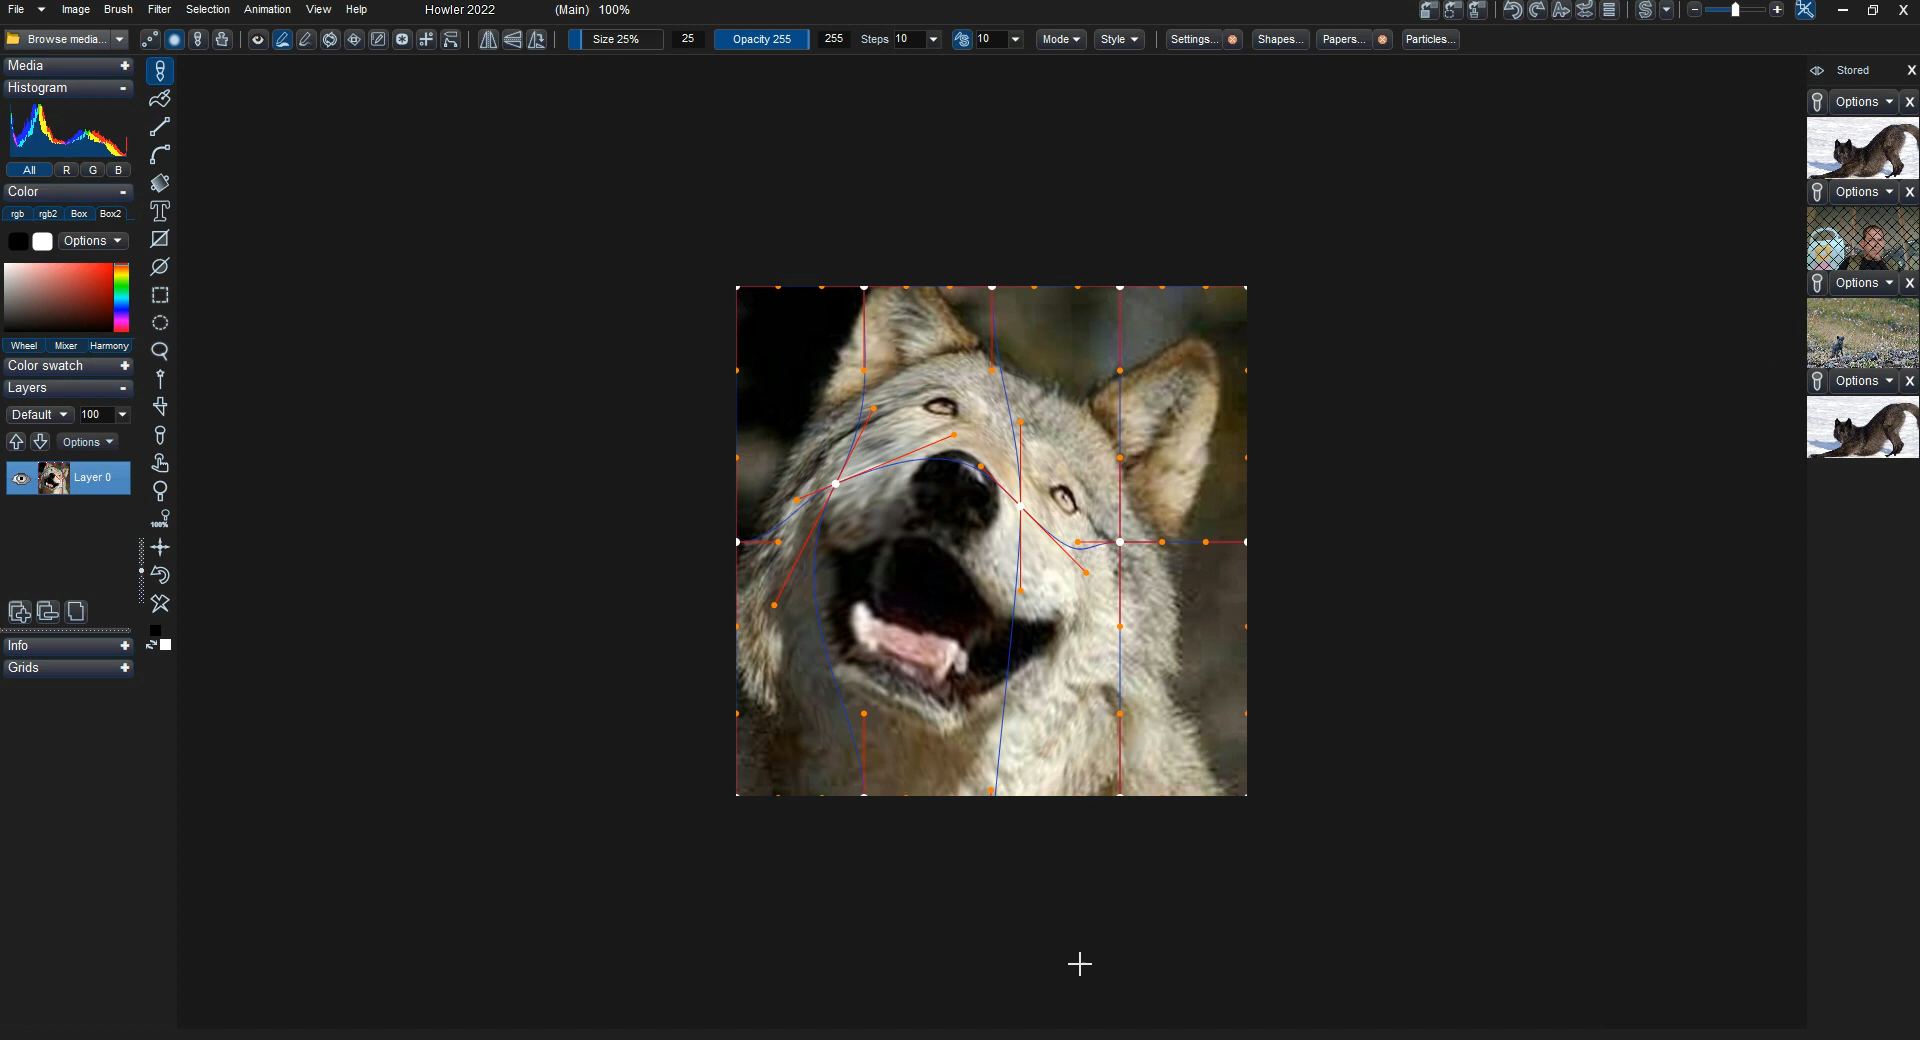 File Image Brush Filter Selection Animation View Help Howler 2022 (Main) 100%
Browse media... Size 25% 25 Opacity 255 255 Steps 10 10 Mode Style Settings... Shapes... Papers... Particles...
Media +
Histogram -
All R G B
Color -
rgb rgb2 Box Box2
Options
Wheel Mixer Harmony
Color swatch +
Layers -
Default 100
Options
Layer 0
100%
Info +
Grids +
Stored X
Options X
Options X
Options X
Options X